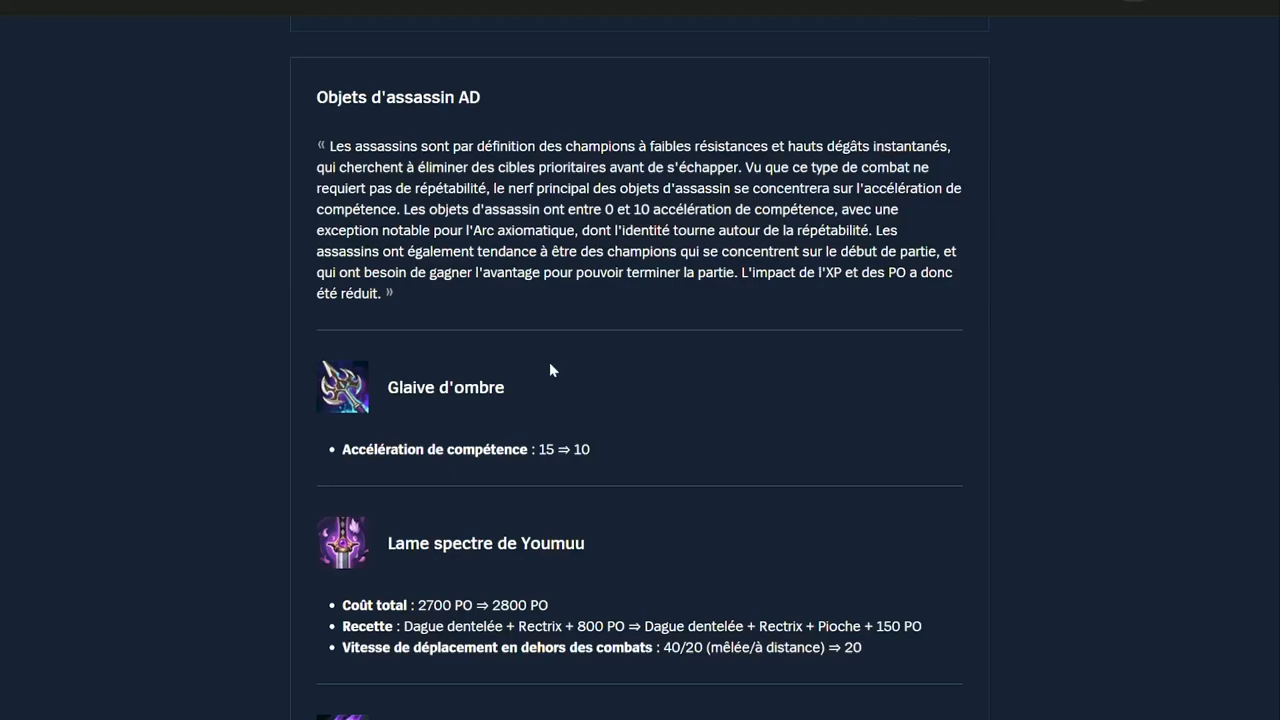 Objets d'assassin AD
« Les assassins sont par définition des champions à faibles résistances et hauts dégâts instantanés,
qui cherchent à éliminer des cibles prioritaires avant de s'échapper. Vu que ce type de combat ne
requiert pas de répétabilité, le nerf principal des objets d'assassin se concentrera sur l'accélération de
compétence. Les objets d'assassin ont entre 0 et 10 accélération de compétence, avec une
exception notable pour l'Arc axiomatique, dont l'identité tourne autour de la répétabilité. Les
assassins ont également tendance à être des champions qui se concentrent sur le début de partie, et
qui ont besoin de gagner l'avantage pour pouvoir terminer la partie. L'impact de l'XP et des PO a donc
été réduit. »
Glaive d'ombre
• Accélération de compétence : 15 ⇒ 10
Lame spectre de Youmuu
• Coût total : 2700 PO ⇒ 2800 PO
• Recette : Dague dentelée + Rectrix + 800 PO ⇒ Dague dentelée + Rectrix + Pioche + 150 PO
• Vitesse de déplacement en dehors des combats : 40/20 (mêlée/à distance) ⇒ 20